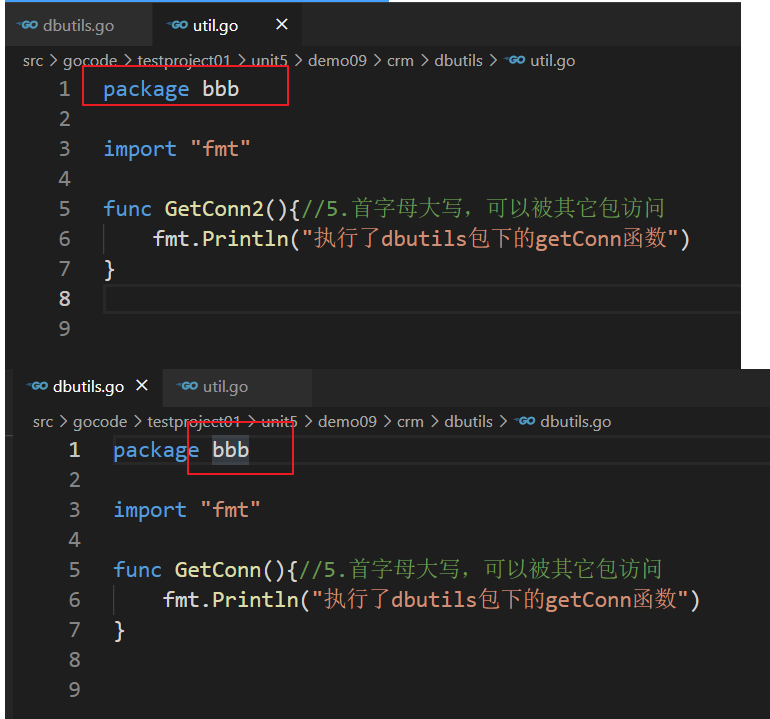 dbutils.go util.go ×
src > gocode > testproject01 > unit5 > demo09 > crm > dbutils > util.go
1 package bbb
2
3 import "fmt"
4
5 func GetConn2(){//5.首字母大写，可以被其它包访问
6 fmt.Println("执行了dbutils包下的getConn函数")
7 }
8
9
dbutils.go × util.go
src > gocode > testproject01 > unit5 > demo09 > crm > dbutils > dbutils.go
1 package bbb
2
3 import "fmt"
4
5 func GetConn(){//5.首字母大写，可以被其它包访问
6 fmt.Println("执行了dbutils包下的getConn函数")
7 }
8
9